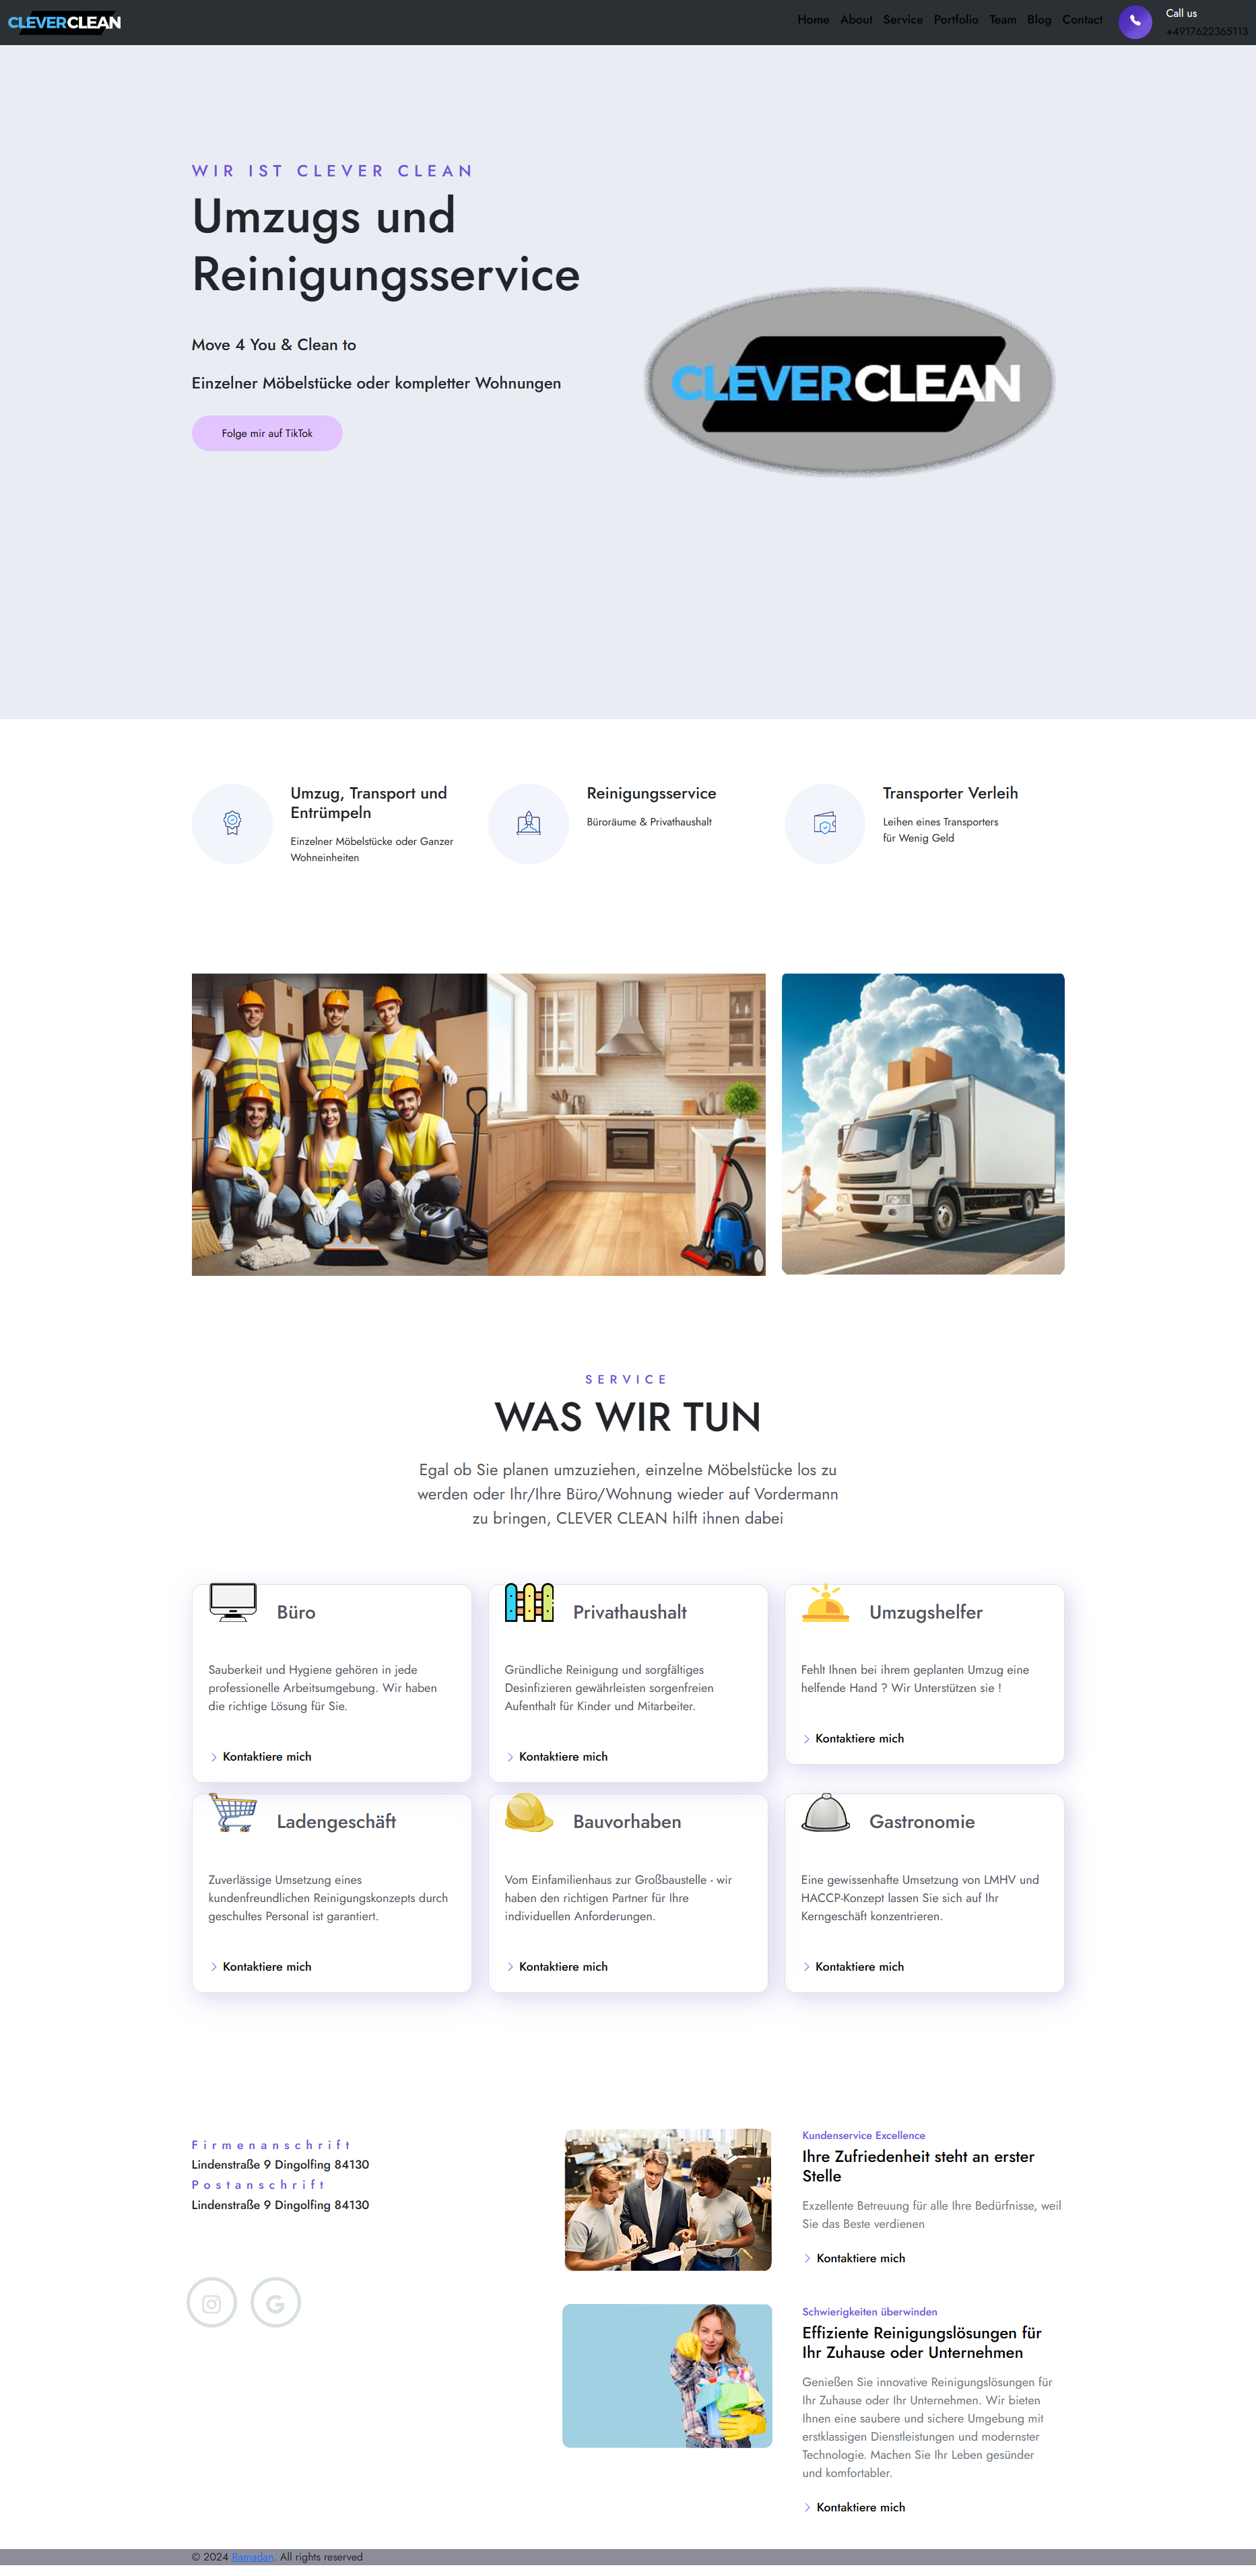 CLEVERCLEAN
Home About Service Portfolio Team Blog Contact
Call us
+4917622365113
WIR IST CLEVER CLEAN
Umzugs und
Reinigungsservice
Move 4 You & Clean to
Einzelner Möbelstücke oder kompletter Wohnungen
Folge mir auf TikTok
CLEVERCLEAN
Umzug, Transport und
Entrümpeln
Einzelner Möbelstücke oder Ganzer
Wohneinheiten
Reinigungsservice
Büroräume & Privathaushalt
Transporter Verleih
Leihen eines Transporters
für Wenig Geld
SERVICE
WAS WIR TUN
Egal ob Sie planen umzuziehen, einzelne Möbelstücke los zu
werden oder Ihr/Ihre Büro/Wohnung wieder auf Vordermann
zu bringen, CLEVER CLEAN hilft ihnen dabei
Büro
Sauberkeit und Hygiene gehören in jede
professionelle Arbeitsumgebung. Wir haben
die richtige Lösung für Sie.
Kontaktiere mich
Privathaushalt
Gründliche Reinigung und sorgfältiges
Desinfizieren gewährleisten sorgenfreien
Aufenthalt für Kinder und Mitarbeiter.
Kontaktiere mich
Umzugshelfer
Fehlt Ihnen bei ihrem geplanten Umzug eine
helfende Hand ? Wir Unterstützen sie !
Kontaktiere mich
Ladengeschäft
Zuverlässige Umsetzung eines
kundenfreundlichen Reinigungskonzepts durch
geschultes Personal ist garantiert.
Kontaktiere mich
Bauvorhaben
Vom Einfamilienhaus zur Großbaustelle - wir
haben den richtigen Partner für Ihre
individuellen Anforderungen.
Kontaktiere mich
Gastronomie
Eine gewissenhafte Umsetzung von LMHV und
HACCP-Konzept lassen Sie sich auf Ihr
Kerngeschäft konzentrieren.
Kontaktiere mich
Firmenanschrift
Lindenstraße 9 Dingolfing 84130
Postanschrift
Lindenstraße 9 Dingolfing 84130
Kundenservice Excellence
Ihre Zufriedenheit steht an erster
Stelle
Exzellente Betreuung für alle Ihre Bedürfnisse, weil
Sie das Beste verdienen
Kontaktiere mich
Schwierigkeiten überwinden
Effiziente Reinigungslösungen für
Ihr Zuhause oder Unternehmen
Genießen Sie innovative Reinigungslösungen für
Ihr Zuhause oder Ihr Unternehmen. Wir bieten
Ihnen eine saubere und sichere Umgebung mit
erstklassigen Dienstleistungen und modernster
Technologie. Machen Sie Ihr Leben gesünder
und komfortabler.
Kontaktiere mich
© 2024 Ramadan. All rights reserved